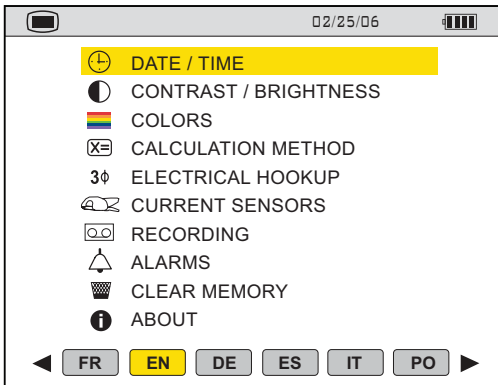 02/25/06
DATE / TIME
CONTRAST / BRIGHTNESS
COLORS
X= CALCULATION METHOD
3ϕ ELECTRICAL HOOKUP
CURRENT SENSORS
RECORDING
ALARMS
CLEAR MEMORY
i ABOUT
FR EN DE ES IT PO